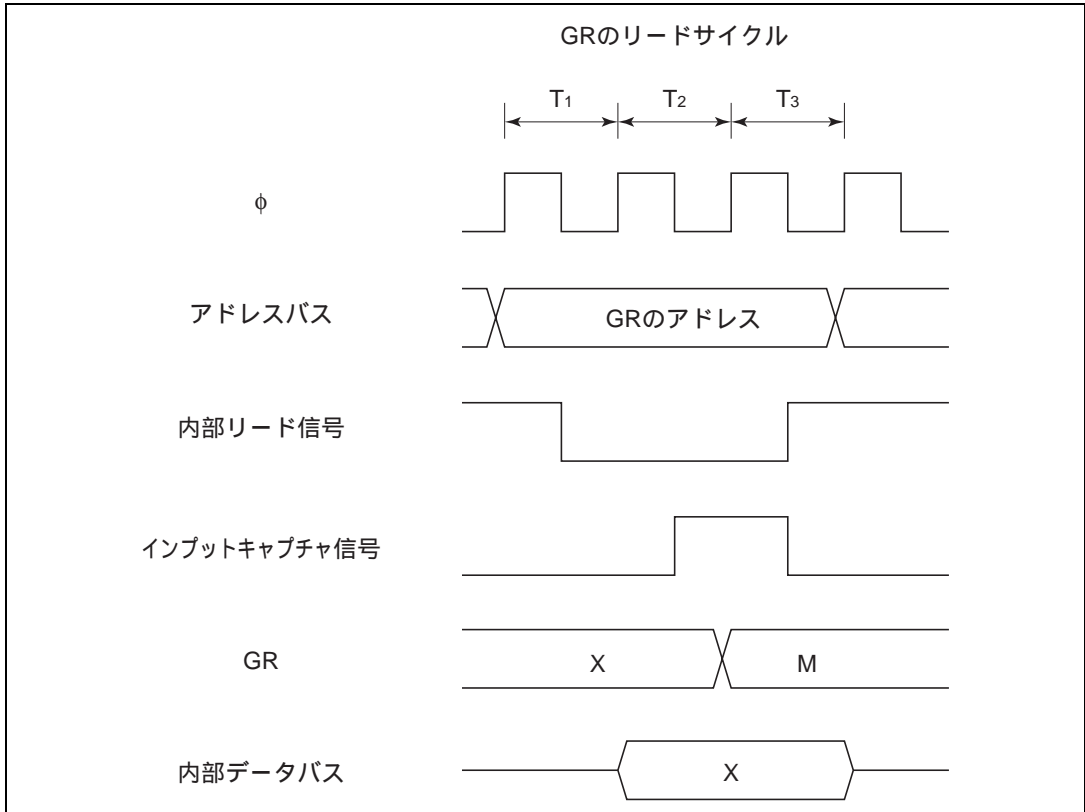 GRのリードサイクル
T1 T2 T3
φ
アドレスバス GRのアドレス
内部リード信号
インプットキャプチャ信号
GR X M
内部データバス X